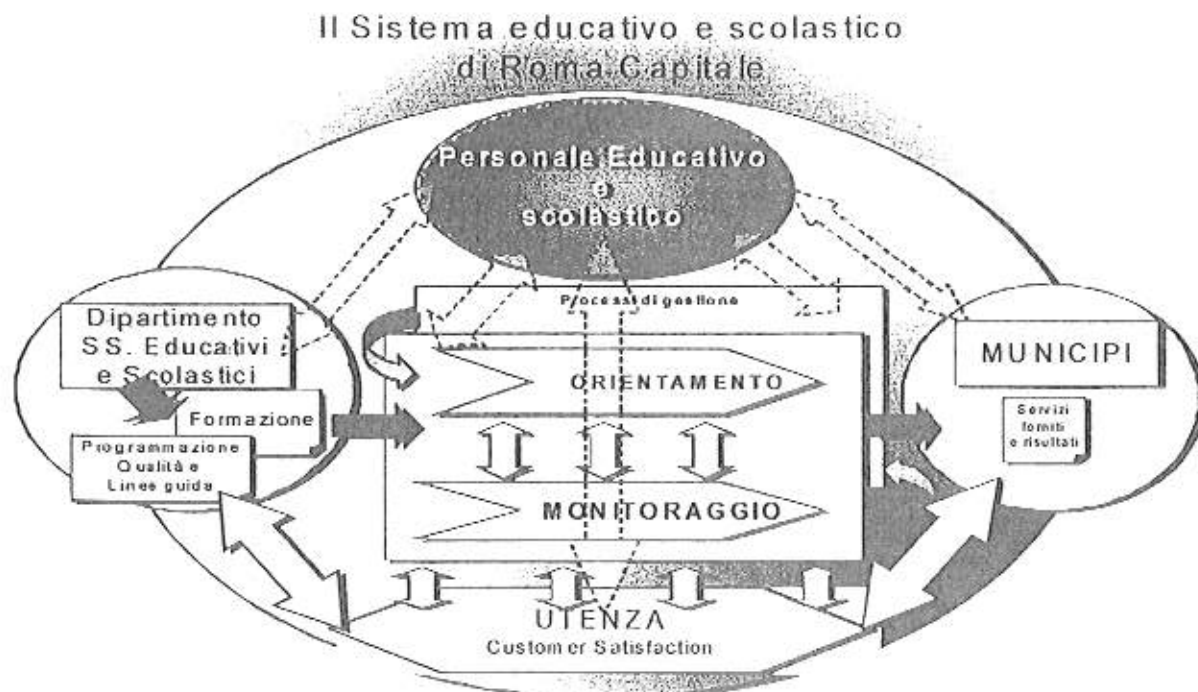 Il Sistema educativo e scolastico
di Roma Capitale
Personale Educativo
e
scolastico
Processi di gestione
Dipartimento
SS. Educativi
e Scolastici
Formazione
Programmazione
Qualità e
Linee guida
ORIENTAMENTO
MONITORAGGIO
MUNICIPI
Servizi
forniti
e risultati
UTENZA
Customer Satisfaction